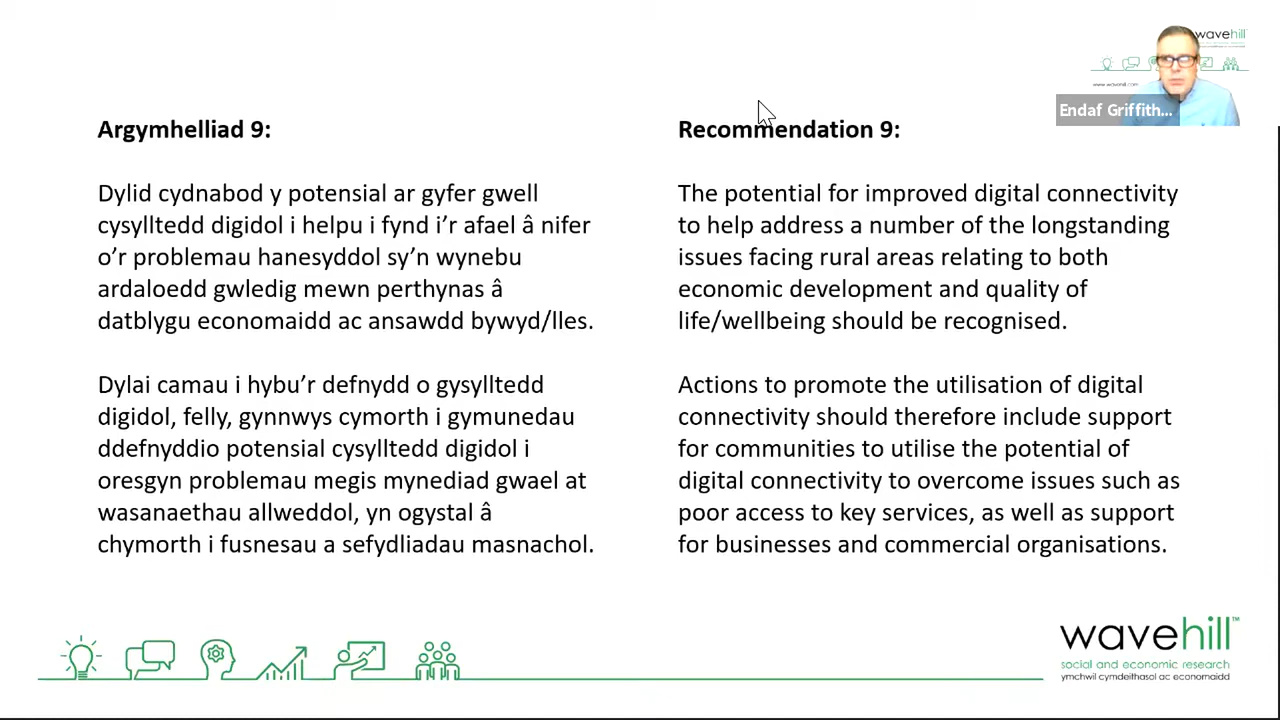 Argymhelliad 9:
Dylid cydnabod y potensial ar gyfer gwell
cysylltedd digidol i helpu i fynd i’r afael â nifer
o’r problemau hanesyddol sy’n wynebu
ardaloedd gwledig mewn perthynas â
datblygu economaidd ac ansawdd bywyd/lles.
Dylai camau i hybu’r defnydd o gysylltedd
digidol, felly, gynnwys cymorth i gymunedau
ddefnyddio potensial cysylltedd digidol i
oresgyn problemau megis mynediad gwael at
wasanaethau allweddol, yn ogystal â
chymorth i fusnesau a sefydliadau masnachol.
Recommendation 9:
The potential for improved digital connectivity
to help address a number of the longstanding
issues facing rural areas relating to both
economic development and quality of
life/wellbeing should be recognised.
Actions to promote the utilisation of digital
connectivity should therefore include support
for communities to utilise the potential of
digital connectivity to overcome issues such as
poor access to key services, as well as support
for businesses and commercial organisations.
wavehill
www.wavehill.com
Endaf Griffith...
wavehill™
social and economic research
ymchwil cymdeithasol ac economaidd